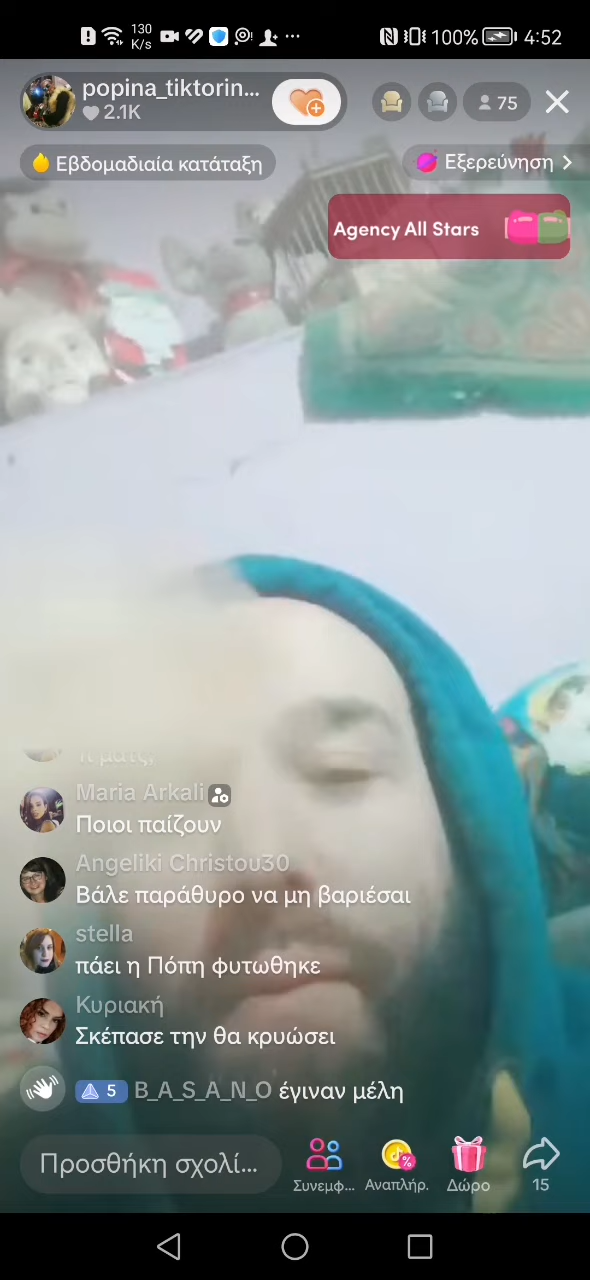 130
K/s
100%
4:52
popina_tiktorin...
2.1K
75
Εβδομαδιαία κατάταξη
Εξερεύνηση
Agency All Stars
τι ματς;
Maria Arkali
Ποιοι παίζουν
Angeliki Christou30
Βάλε παράθυρο να μη βαριέσαι
stella
πάει η Πόπη φυτωθηκε
Κυριακή
Σκέπασε την θα κρυώσει
5 B_A_S_A_N_O έγιναν μέλη
Προσθήκη σχολί...
Συνεμφ...
Αναπλήρ.
Δώρο
15